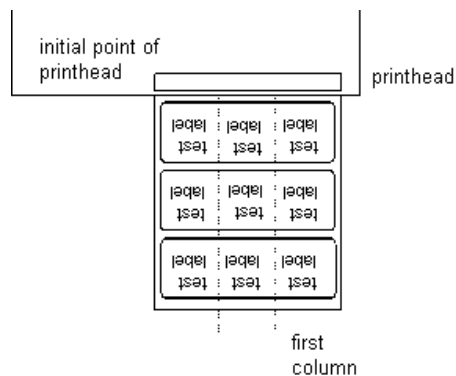 initial point of
printhead
printhead
test test test
label label label
test test test
label label label
test test test
label label label
first
column